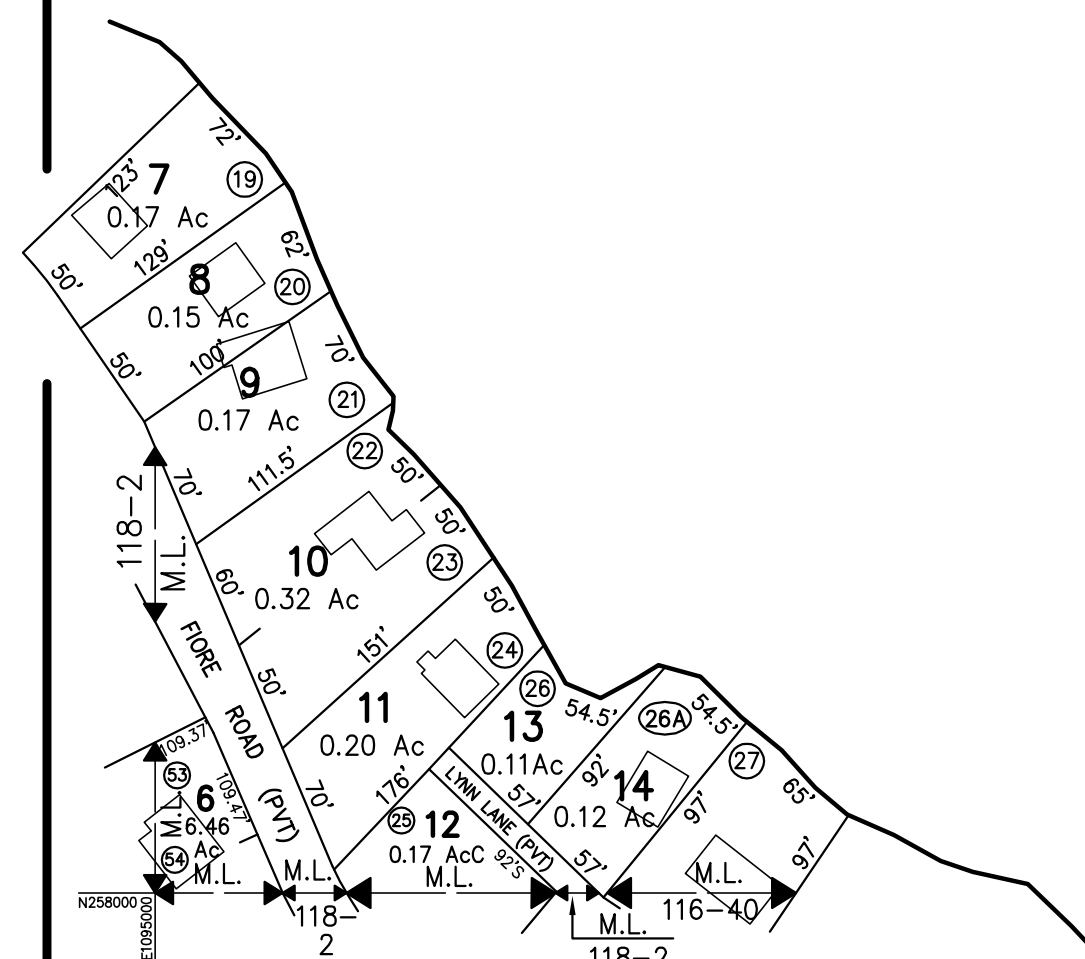 72'
123'
7
19
0.17 Ac
129'
50'
62'
8
20
0.15 Ac
100'
50'
70'
9
21
0.17 Ac
22
111.5'
50'
70'
118-2
M.L.
50'
10
23
60'
0.32 Ac
50'
151'
24
FIORE ROAD (PVT)
50'
26
11
13
54.5'
26A
54.5'
0.20 Ac
109.37
53
0.11Ac
27
LYNN LANE (PVT)
92'
14
65'
109.47'
6
70'
176'
57'
97'
M.L.
6.46
Ac
25
12
0.12 Ac
54
0.17 AcC
92'S
57'
97'
M.L.
M.L.
M.L.
M.L.
N258000
E1095000
118-
2
116-40
M.L.
118-2